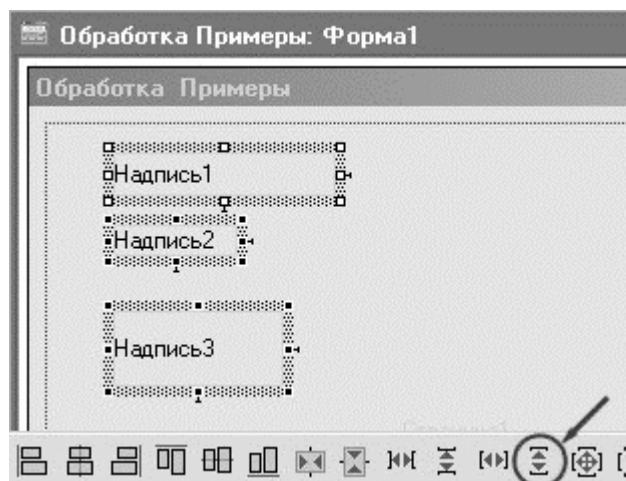 Обработка Примеры: Форма1
Обработка Примеры
Надпись1
Надпись2
Надпись3